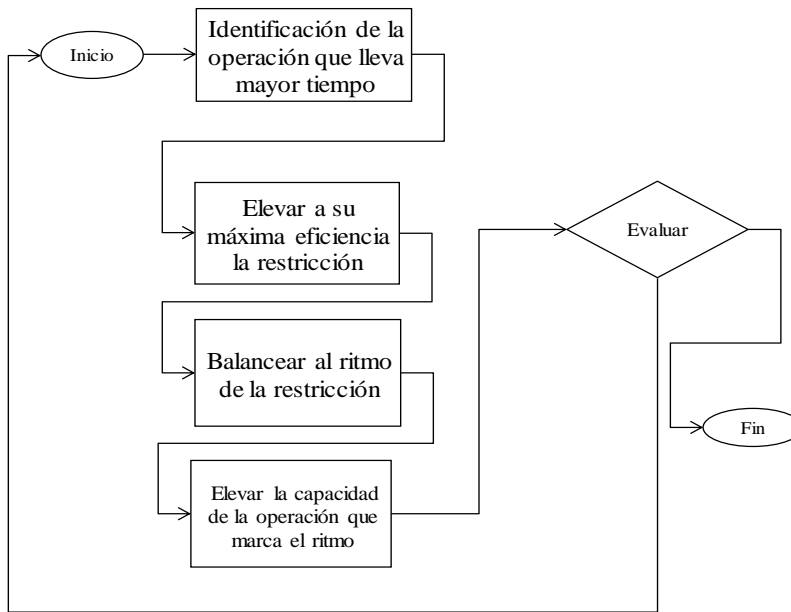 Inicio
Identificación de la
operación que lleva
mayor tiempo
Elevar a su
máxima eficiencia
la restricción
Balancear al ritmo
de la restricción
Elevar la capacidad
de la operación que
marca el ritmo
Evaluar
Fin